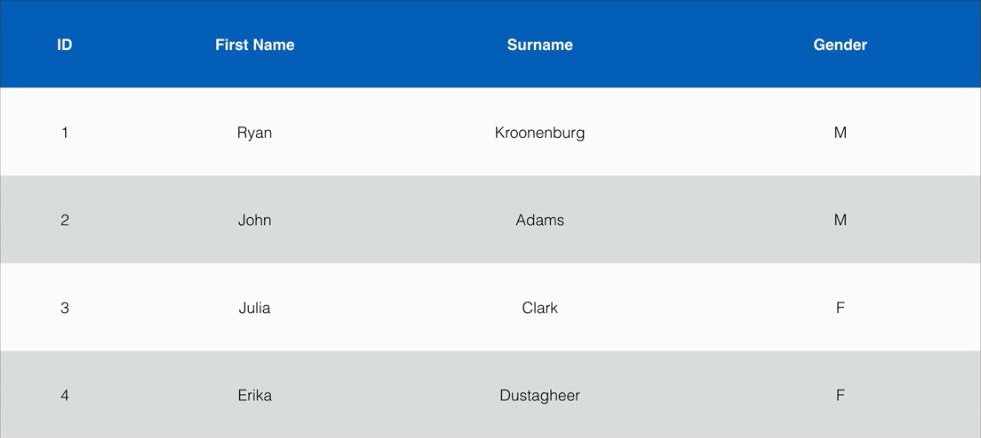 ID First Name Surname Gender
1 Ryan Kroonenburg M
2 John Adams M
3 Julia Clark F
4 Erika Dustagheer F